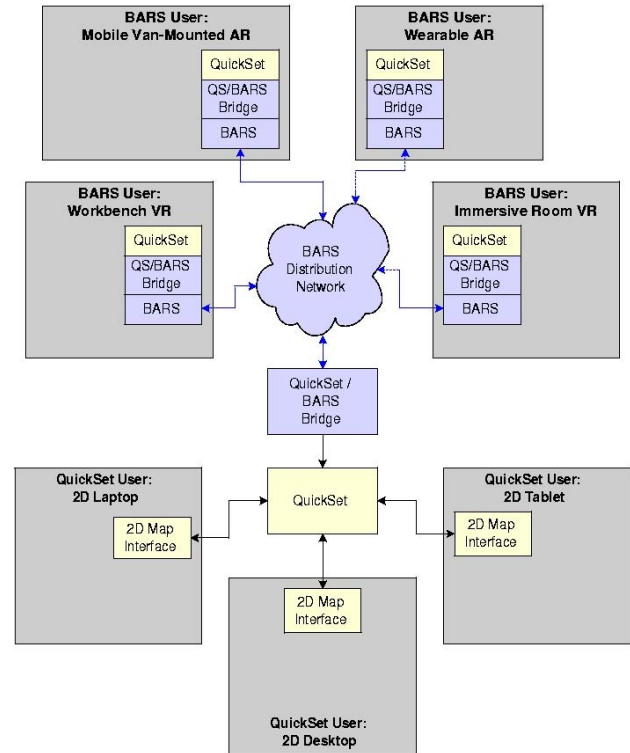 BARS User:
Mobile Van-Mounted AR
QuickSet
QS/BARS
Bridge
BARS
BARS User:
Wearable AR
QuickSet
QS/BARS
Bridge
BARS
BARS User:
Workbench VR
QuickSet
QS/BARS
Bridge
BARS
BARS
Distribution
Network
BARS User:
Immersive Room VR
QuickSet
QS/BARS
Bridge
BARS
QuickSet /
BARS
Bridge
QuickSet User:
2D Laptop
2D Map
Interface
QuickSet
QuickSet User:
2D Tablet
2D Map
Interface
2D Map
Interface
QuickSet User:
2D Desktop